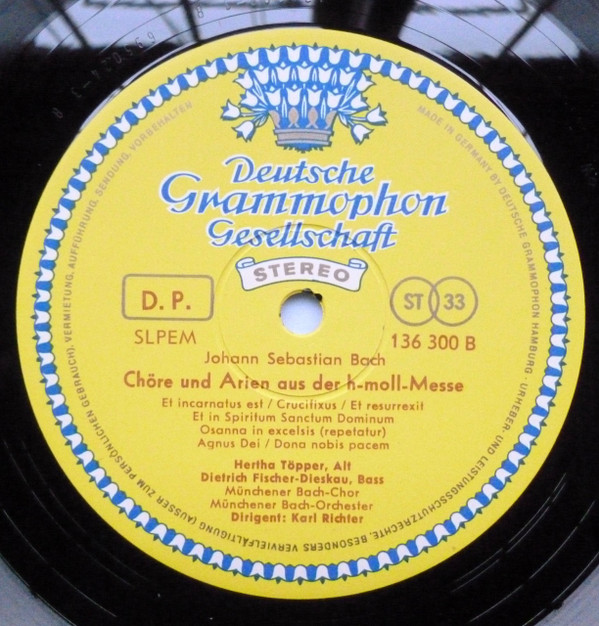 Deutsche
Grammophon
Gesellschaft
STEREO
D. P.
ST 33
SLPEM
136 300 B
Johann Sebastian Bach
Chöre und Arien aus der h-moll-Messe
Et incarnatus est / Crucifixus / Et resurrexit
Et in Spiritum Sanctum Dominum
Osanna in excelsis (repetatur)
Agnus Dei / Dona nobis pacem
Hertha Töpper, Alt
Dietrich Fischer-Dieskau, Bass
Münchener Bach-Chor
Münchener Bach-Orchester
Dirigent: Karl Richter
MADE IN GERMANY BY DEUTSCHE GRAMMOPHON HAMBURG · URHEBER- UND LEISTUNGSSCHUTZRECHTE, BESONDERS VERVIELFÄLTIGUNG (AUSSER ZUM PERSÖNLICHEN GEBRAUCH), VERMIETUNG, AUFFÜHRUNG, SENDUNG, VORBEHALTEN